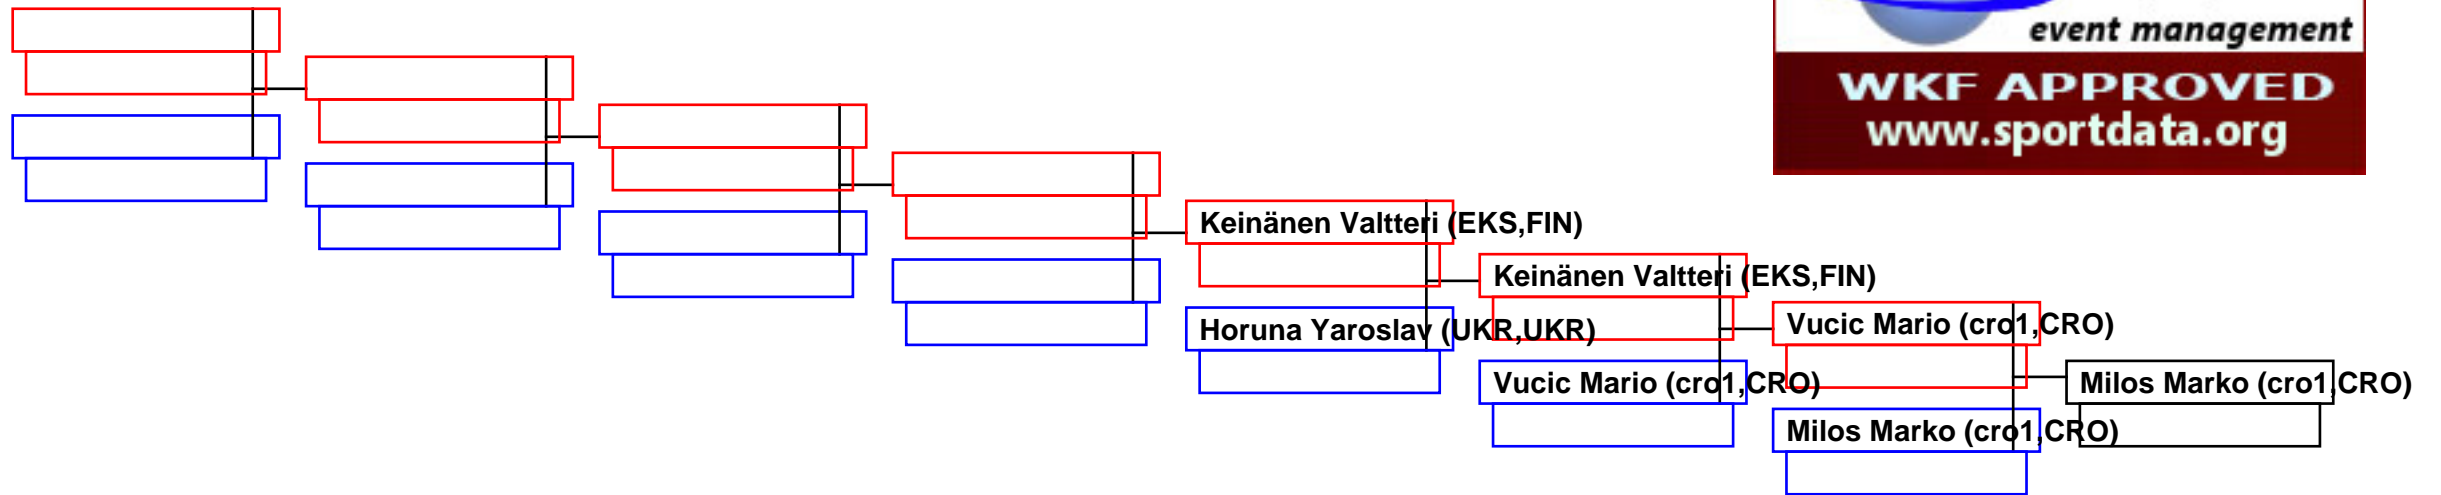 event management
WKF APPROVED
www.sportdata.org
Keinänen Valtteri (EKS,FIN)
Keinänen Valtteri (EKS,FIN)
Horuna Yaroslav (UKR,UKR)
Vucic Mario (cro1,CRO)
Vucic Mario (cro1,CRO)
Milos Marko (cro1,CRO)
Milos Marko (cro1,CRO)